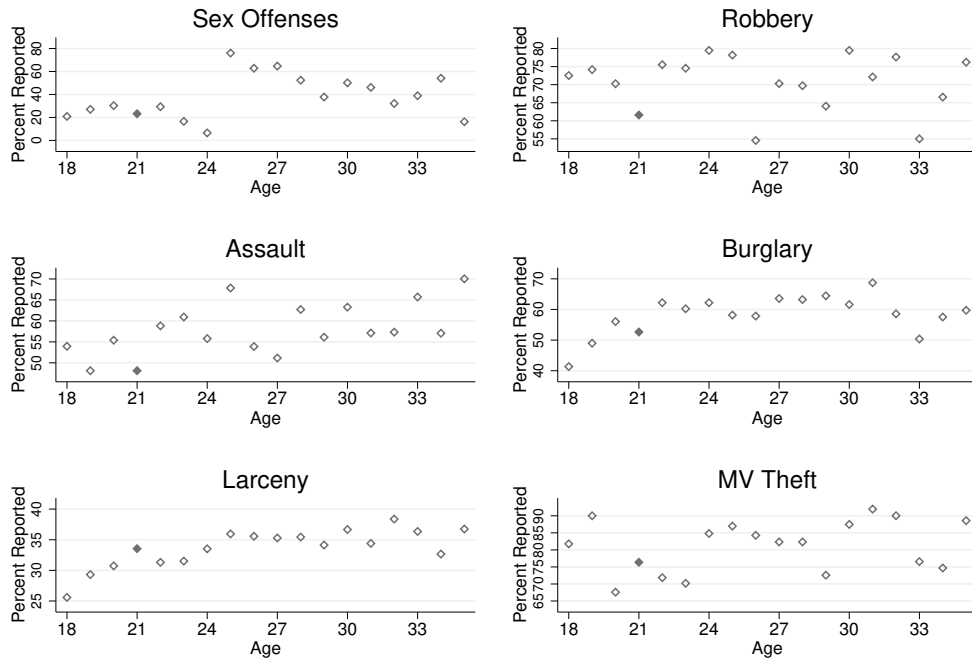 Sex Offenses
Percent Reported
0 20 40 60 80
18 21 24 27 30 33
Age
Robbery
Percent Reported
55 60 65 70 75 80
18 21 24 27 30 33
Age
Assault
Percent Reported
50 55 60 65 70
18 21 24 27 30 33
Age
Burglary
Percent Reported
40 50 60 70
18 21 24 27 30 33
Age
Larceny
Percent Reported
25 30 35 40
18 21 24 27 30 33
Age
MV Theft
Percent Reported
65 70 75 80 85 90
18 21 24 27 30 33
Age